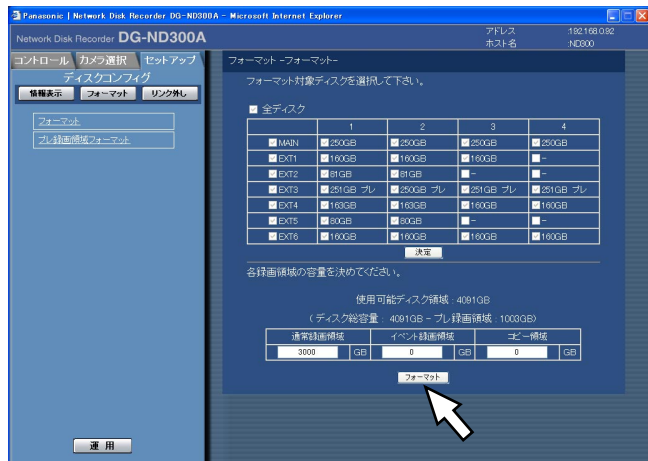 Panasonic | Network Disk Recorder DG-ND300A - Microsoft Internet Explorer
Network Disk Recorder DG-ND300A
アドレス :192.168.0.92
ホスト名 :ND300
コントロール カメラ選択 セットアップ
ディスクコンフィグ
情報表示 フォーマット リンク外し
フォーマット
プレ録画領域フォーマット
運 用
フォーマット -フォーマット-
フォーマット対象ディスクを選択して下さい。
全ディスク
1 2 3 4
MAIN 250GB 250GB 250GB 250GB
EXT1 160GB 160GB 160GB -
EXT2 81GB 81GB - -
EXT3 251GB プレ 250GB プレ 251GB プレ 251GB プレ
EXT4 163GB 163GB 160GB 160GB
EXT5 80GB 80GB - -
EXT6 160GB 160GB 160GB 160GB
決定
各録画領域の容量を決めてください。
使用可能ディスク領域 : 4091GB
( ディスク総容量 : 4091GB - プレ録画領域 : 1003GB)
通常録画領域 イベント録画領域 コピー領域
3000 GB 0 GB 0 GB
フォーマット